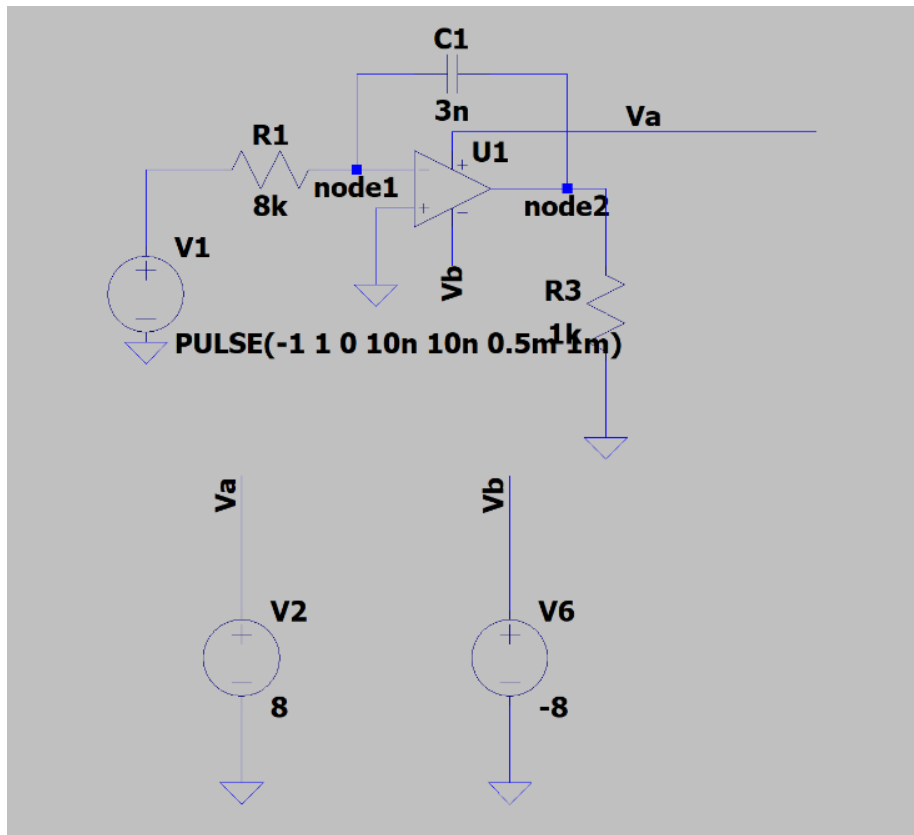 C1
3n
Va
R1
U1
node1
8k
node2
V1
Vb
R3
1k
PULSE(-1 1 0 10n 10n 0.5m 1m)
Va
Vb
V2
V6
8
-8